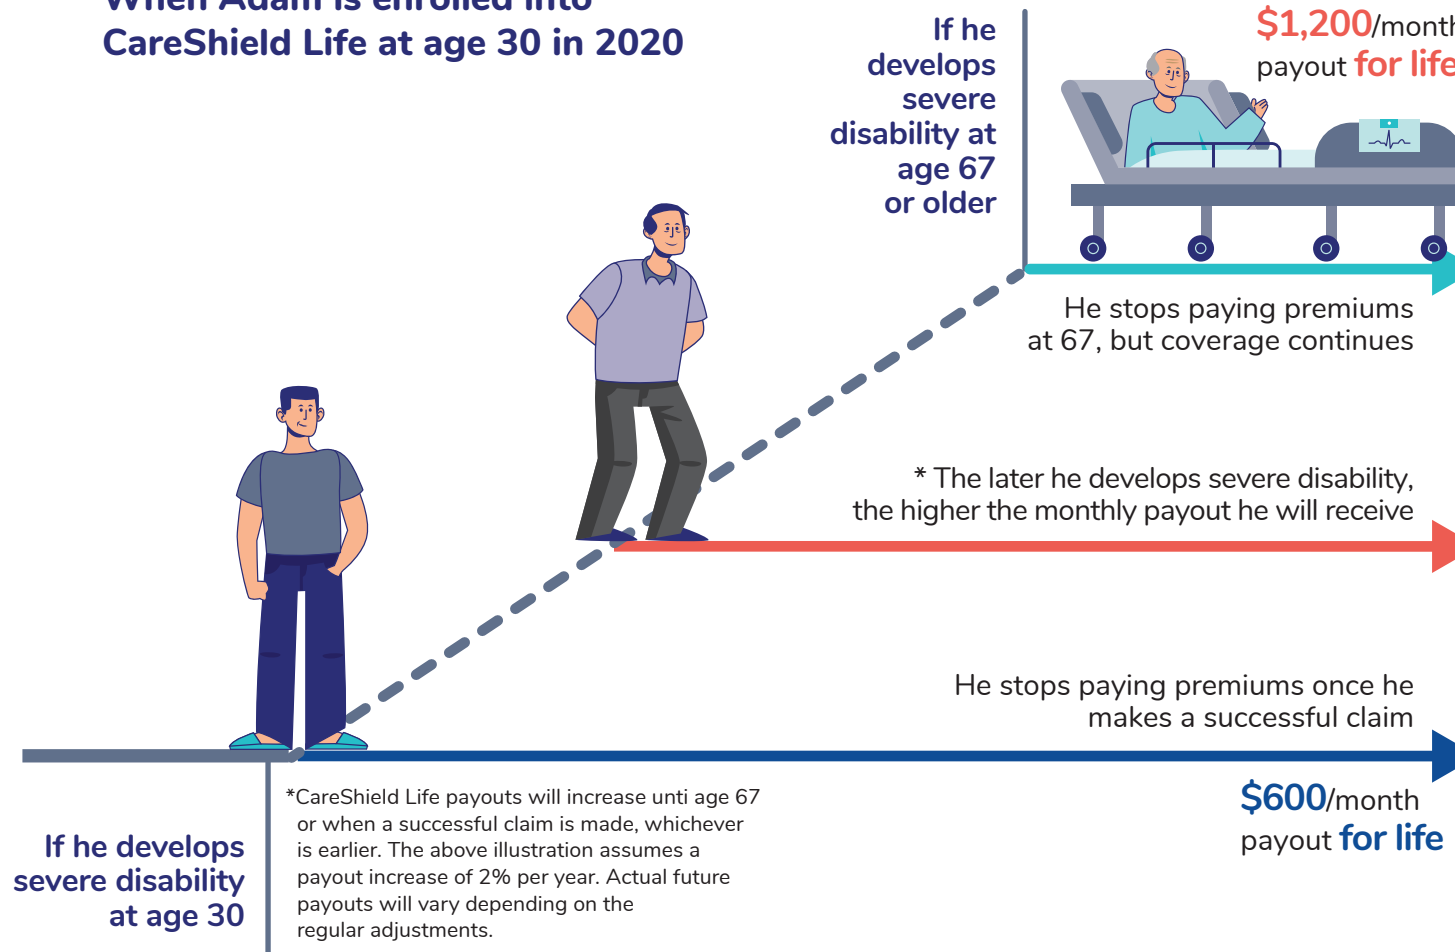 When Adam is enrolled into
CareShield Life at age 30 in 2020
If he
develops
severe
disability at
age 67
or older
$1,200/month
payout for life
He stops paying premiums
at 67, but coverage continues
* The later he develops severe disability,
the higher the monthly payout he will receive
He stops paying premiums once he
makes a successful claim
$600/month
payout for life
If he develops
severe disability
at age 30
*CareShield Life payouts will increase unti age 67
or when a successful claim is made, whichever
is earlier. The above illustration assumes a
payout increase of 2% per year. Actual future
payouts will vary depending on the
regular adjustments.